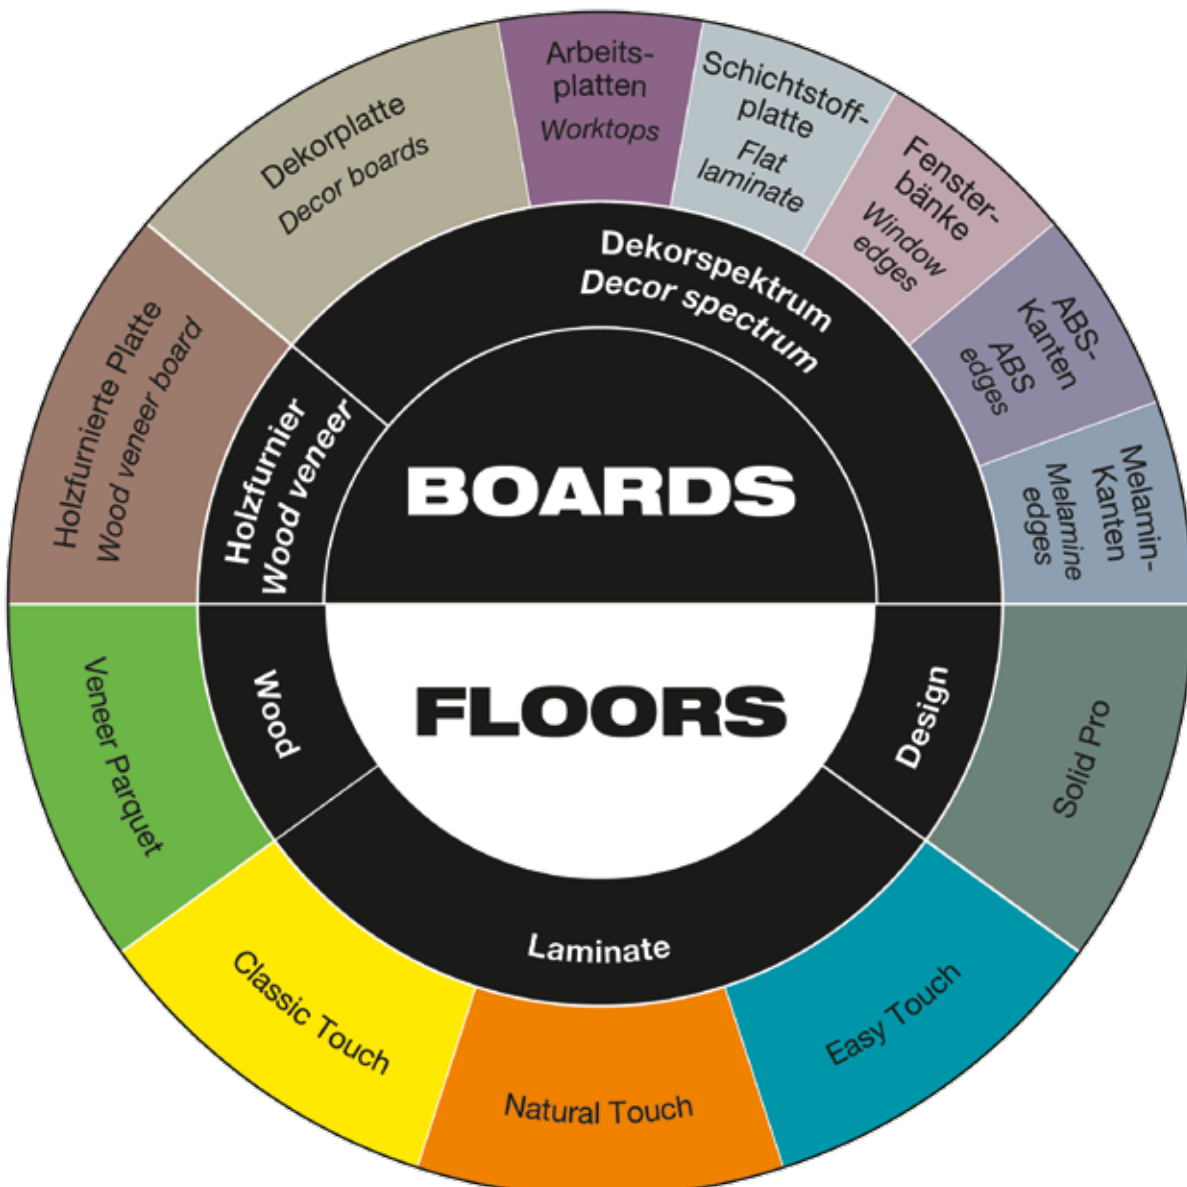 Arbeits-
platten
Worktops
Schichtstoff-
platte
Flat
laminate
Fenster-
bänke
Window
edges
ABS-
Kanten
ABS
edges
Melamin-
Kanten
Melamine
edges
Dekorplatte
Decor boards
Holzfurnierte Platte
Wood veneer board
Dekorspektrum
Decor spectrum
Holzfurnier
Wood veneer
BOARDS
FLOORS
Wood
Laminate
Design
Veneer Parquet
Classic Touch
Natural Touch
Easy Touch
Solid Pro